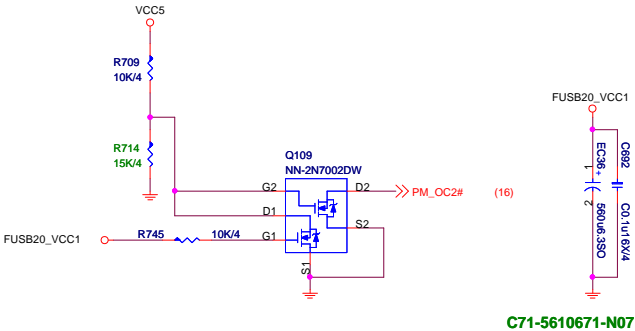 VCC5
R709
10K/4
R714
15K/4
Q109
NN-2N7002DW
G2
D2
PM_OC2#
(16)
D1
S2
FUSB20_VCC1
R745
10K/4
G1
S1
FUSB20_VCC1
1
EC36
+
2
560u6.3SO
C692
C0.1u16X/4
C71-5610671-N07